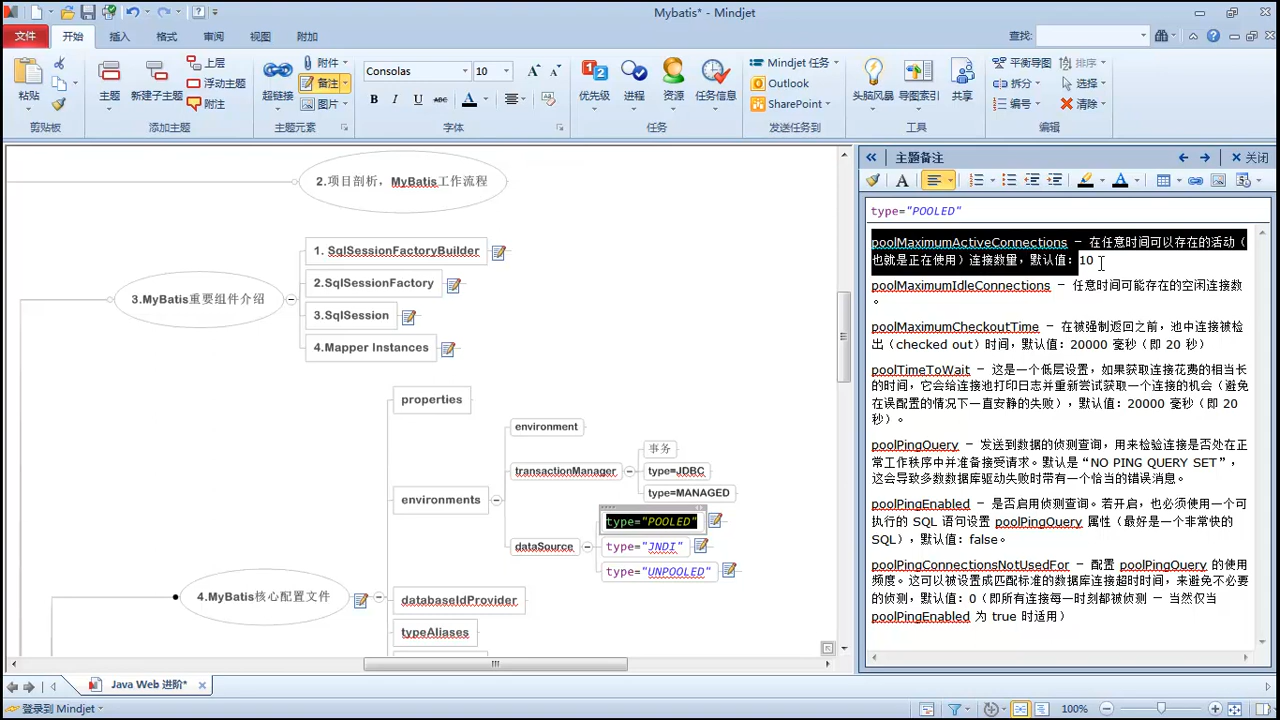 Mybatis* - Mindjet
文件 开始 插入 格式 审阅 视图 附加 查找:
粘贴 主题 新建子主题 上层 浮动主题 附注 超链接 附件 备注 图片 Consolas 10 优先级 进程 资源 任务信息 Mindjet 任务 Outlook SharePoint 头脑风暴 导图索引 共享 平衡导图 拆分 编号 排序 选择 清除
B I U ABC A
剪贴板 添加主题 主题元素 字体 任务 发送任务到 工具 编辑
2.项目剖析，MyBatis工作流程
3.MyBatis重要组件介绍
1. SqlSessionFactoryBuilder
2.SqlSessionFactory
3.SqlSession
4.Mapper Instances
4.MyBatis核心配置文件
properties
environments
environment
transactionManager
事务
type=JDBC
type=MANAGED
dataSource
type="POOLED"
type="JNDI"
type="UNPOOLED"
databaseIdProvider
typeAliases
主题备注 关闭
type="POOLED"
poolMaximumActiveConnections – 在任意时间可以存在的活动（
也就是正在使用）连接数量，默认值：10
poolMaximumIdleConnections – 任意时间可能存在的空闲连接数
。
poolMaximumCheckoutTime – 在被强制返回之前，池中连接被检
出（checked out）时间，默认值：20000 毫秒（即 20 秒）
poolTimeToWait – 这是一个低层设置，如果获取连接花费的相当长
的时间，它会给连接池打印日志并重新尝试获取一个连接的机会（避免
在误配置的情况下一直安静的失败），默认值：20000 毫秒（即 20
秒）。
poolPingQuery – 发送到数据的侦测查询，用来检验连接是否处在正
常工作秩序中并准备接受请求。默认是“NO PING QUERY SET”，
这会导致多数数据库驱动失败时带有一个恰当的错误消息。
poolPingEnabled – 是否启用侦测查询。若开启，也必须使用一个可
执行的 SQL 语句设置 poolPingQuery 属性（最好是一个非常快的
SQL），默认值：false。
poolPingConnectionsNotUsedFor – 配置 poolPingQuery 的使用
频度。这可以被设置成匹配标准的数据库连接超时时间，来避免不必要
的侦测，默认值：0（即所有连接每一时刻都被侦测 — 当然仅当
poolPingEnabled 为 true 时适用）
Java Web 进阶*
登录到 Mindjet 100%